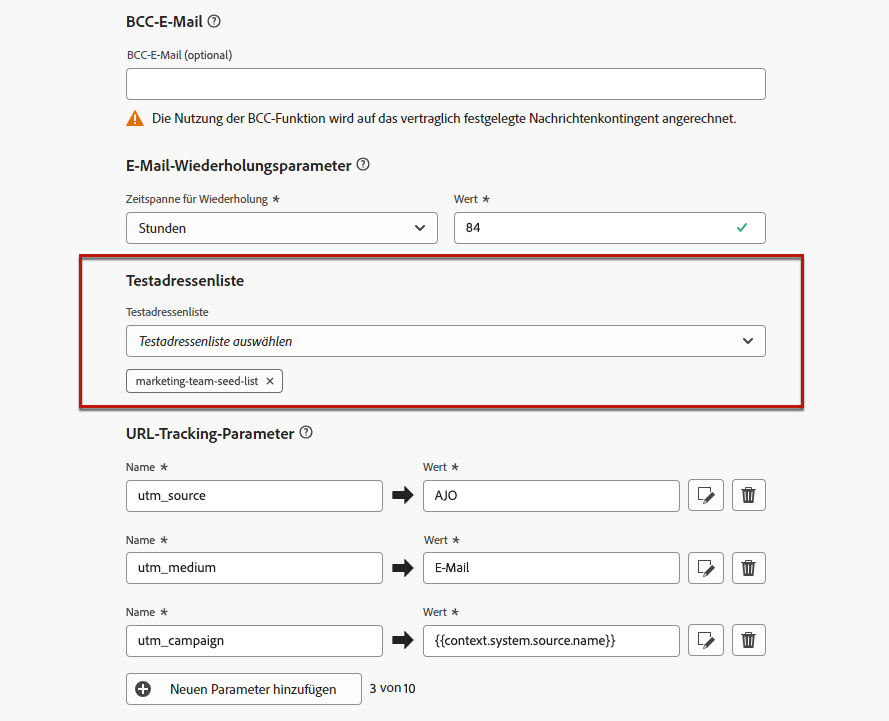 BCC-E-Mail
BCC-E-Mail (optional)
Die Nutzung der BCC-Funktion wird auf das vertraglich festgelegte Nachrichtenkontingent angerechnet.
E-Mail-Wiederholungsparameter
Zeitspanne für Wiederholung * Wert *
Stunden 84
Testadressenliste
Testadressenliste
Testadressenliste auswählen
marketing-team-seed-list ×
URL-Tracking-Parameter
Name * Wert *
utm_source AJO
Name * Wert *
utm_medium E-Mail
Name * Wert *
utm_campaign {{context.system.source.name}}
Neuen Parameter hinzufügen 3 von 10